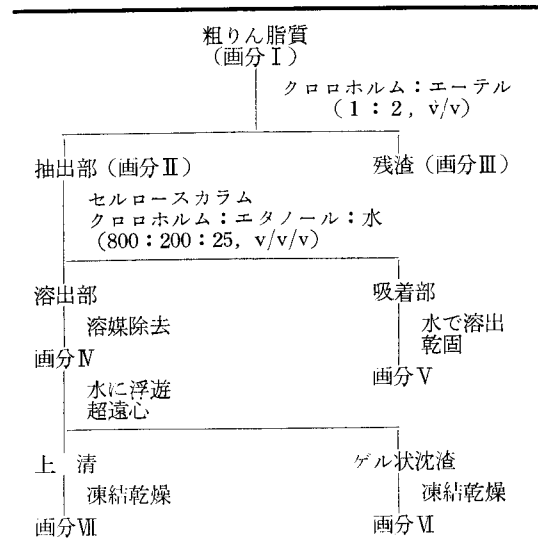 粗りん脂質
(画分Ⅰ)
クロロホルム:エーテル
(1:2, v/v)
抽出部(画分Ⅱ)
残渣(画分Ⅲ)
セルロースカラム
クロロホルム:エタノール:水
(800:200:25, v/v/v)
溶出部
吸着部
溶媒除去
水で溶出
乾固
画分Ⅳ
画分Ⅴ
水に浮遊
超遠心
上 清
ゲル状沈渣
凍結乾燥
凍結乾燥
画分Ⅶ
画分Ⅵ